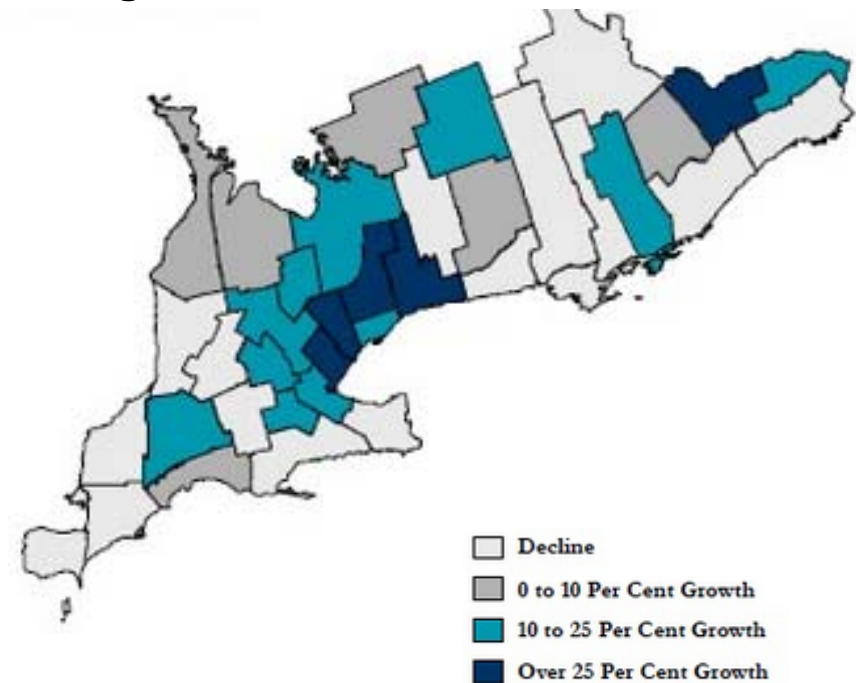 Decline
0 to 10 Per Cent Growth
10 to 25 Per Cent Growth
Over 25 Per Cent Growth